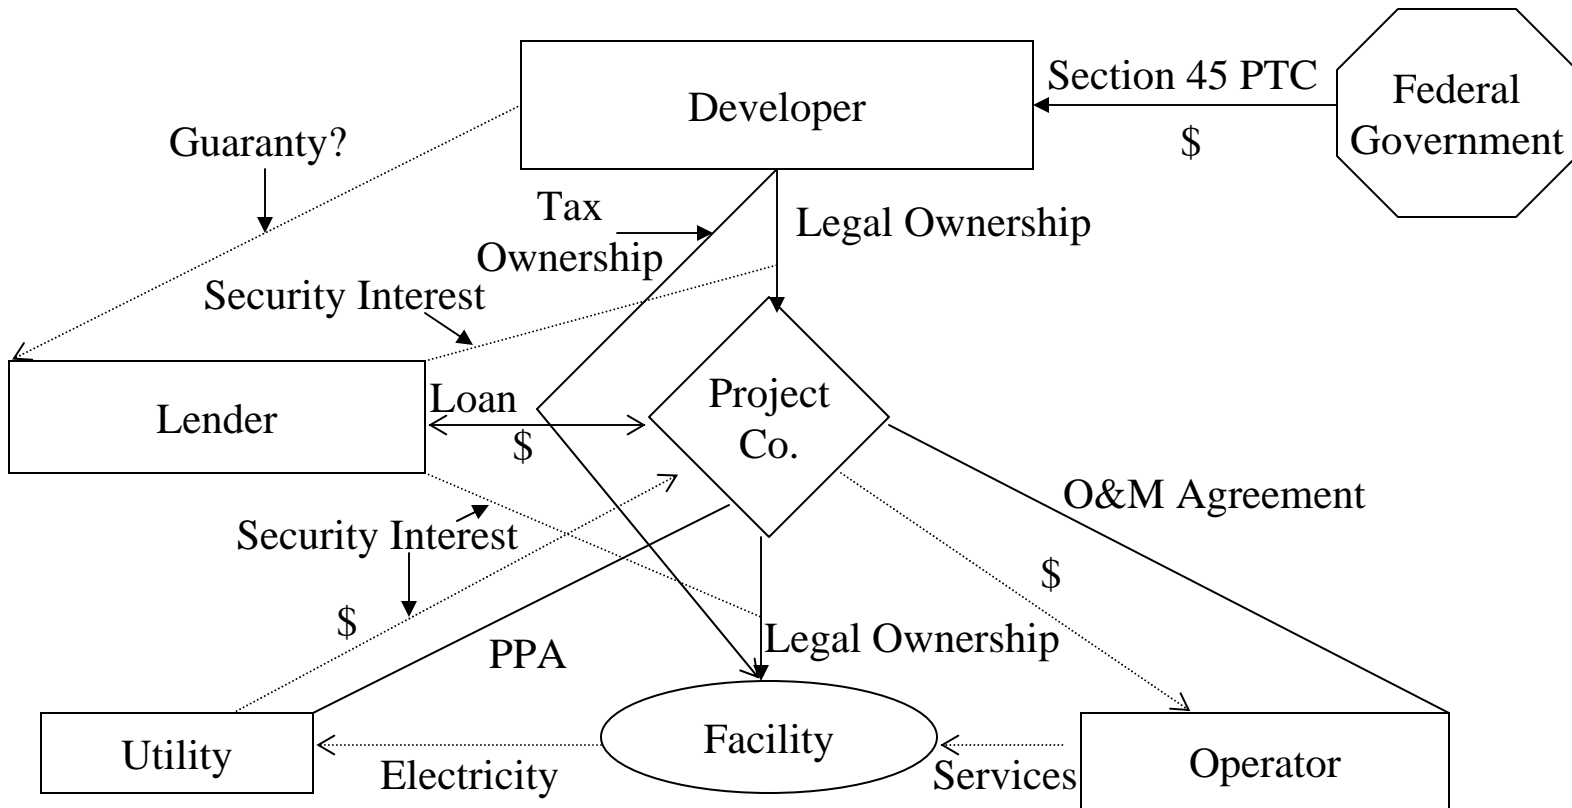 Section 45 PTC
Federal
Government
Developer
$
Guaranty?
Tax
Ownership
Legal Ownership
Security Interest
Loan
$
Lender
Project
Co.
O&M Agreement
Security Interest
$
$
PPA
Legal Ownership
Utility
Electricity
Facility
Services
Operator